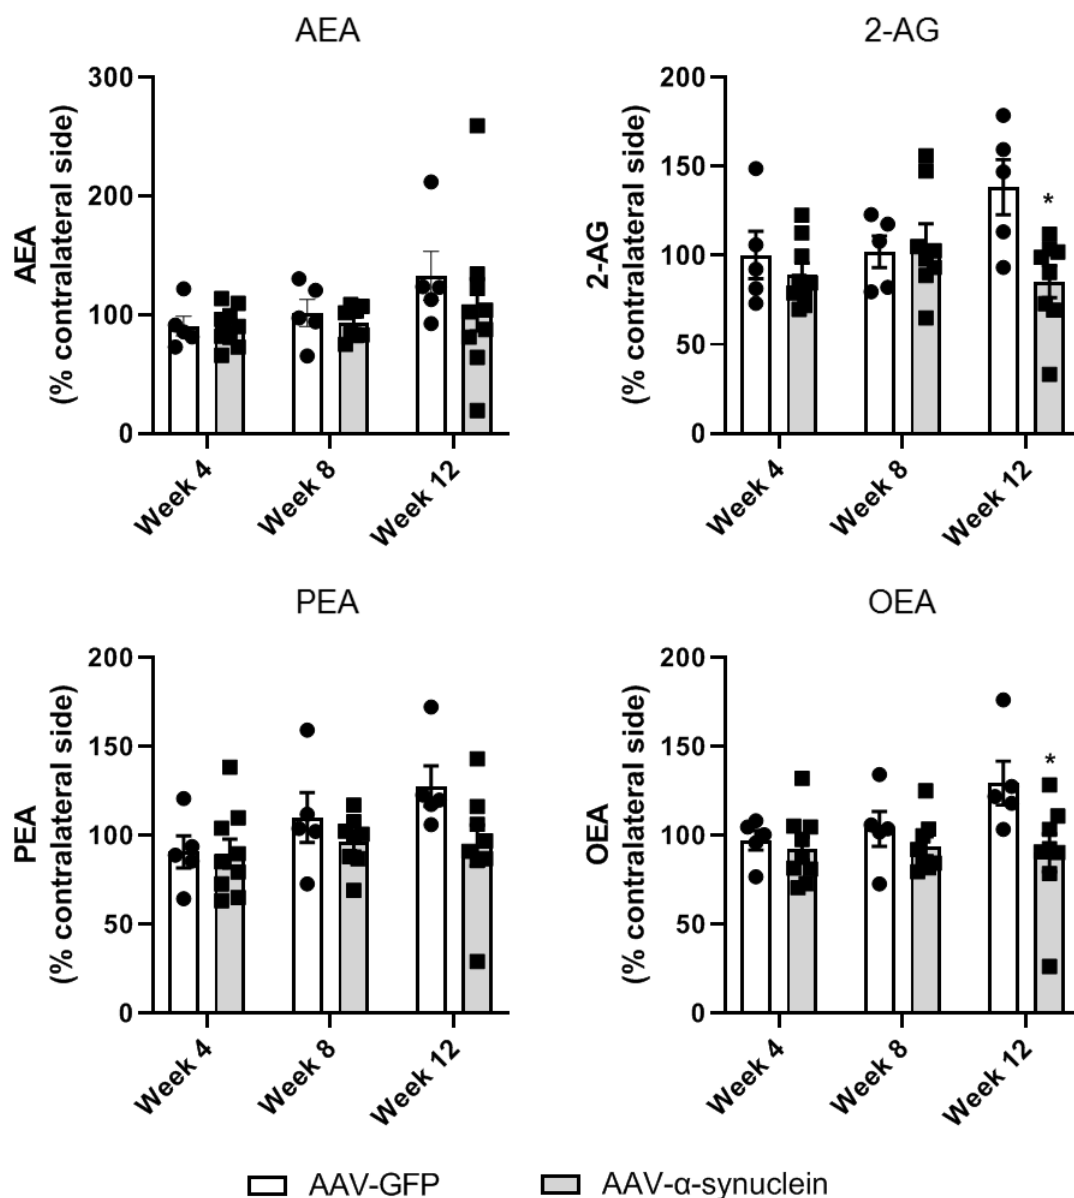 AEA
300
200
100
0
AEA
(% contralateral side)
Week 4
Week 8
Week 12
2-AG
200
150
100
50
0
2-AG
(% contralateral side)
*
Week 4
Week 8
Week 12
PEA
200
150
100
50
0
PEA
(% contralateral side)
Week 4
Week 8
Week 12
OEA
200
150
100
50
0
OEA
(% contralateral side)
*
Week 4
Week 8
Week 12
AAV-GFP
AAV-α-synuclein